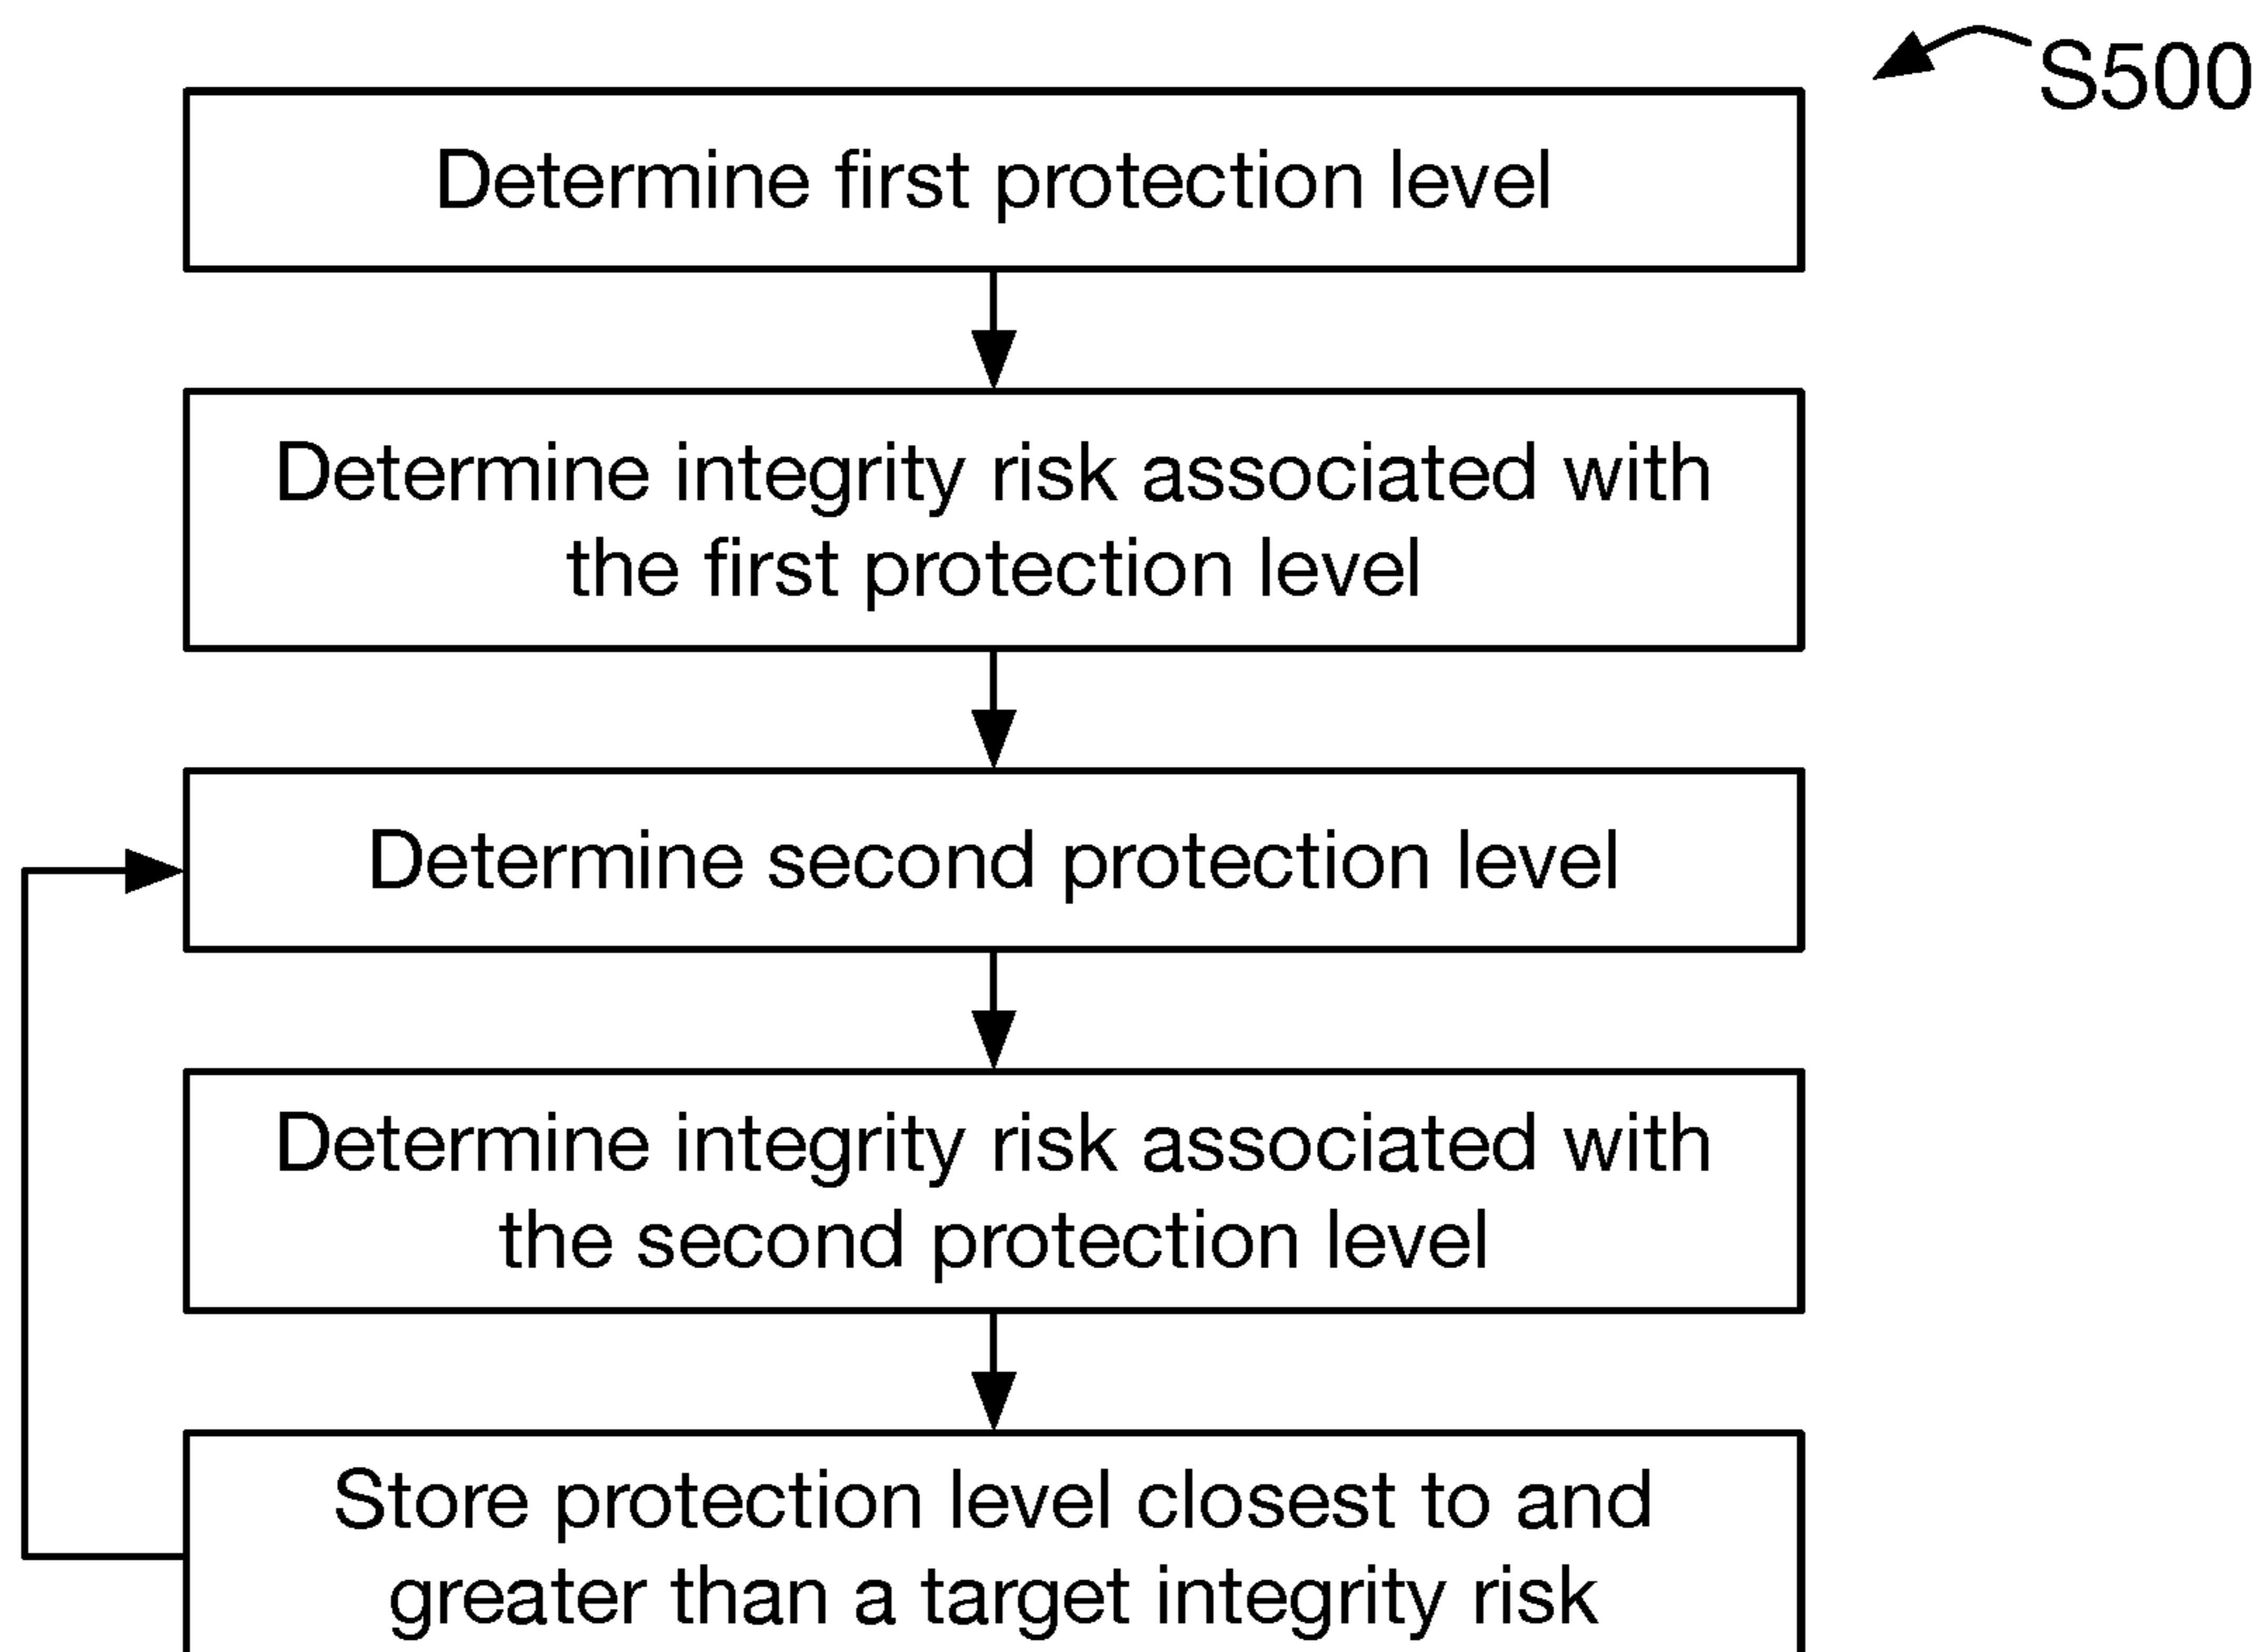 S500
Determine first protection level
Determine integrity risk associated with
the first protection level
Determine second protection level
Determine integrity risk associated with
the second protection level
Store protection level closest to and
greater than a target integrity risk